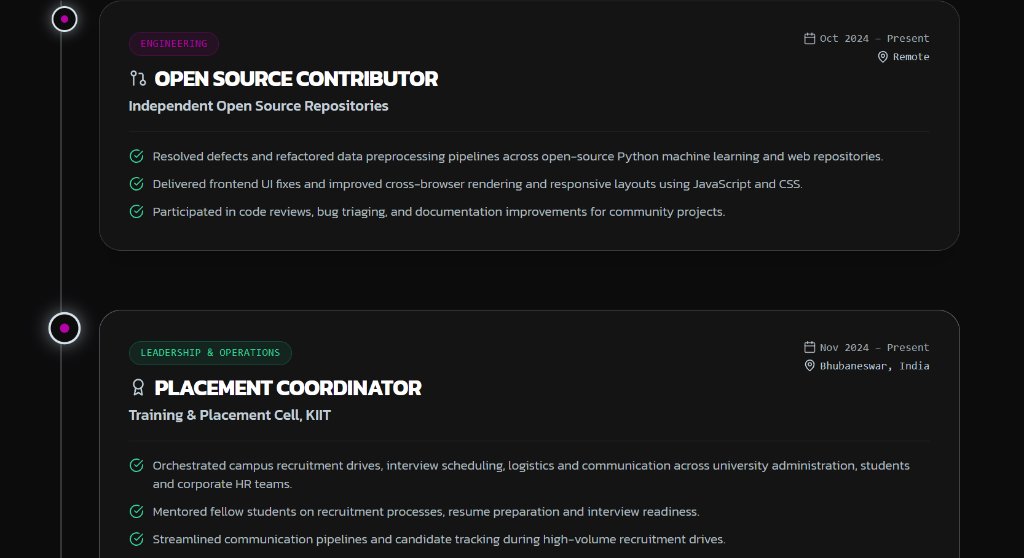 ENGINEERING
Oct 2024 – Present
Remote
OPEN SOURCE CONTRIBUTOR
Independent Open Source Repositories
Resolved defects and refactored data preprocessing pipelines across open-source Python machine learning and web repositories.
Delivered frontend UI fixes and improved cross-browser rendering and responsive layouts using JavaScript and CSS.
Participated in code reviews, bug triaging, and documentation improvements for community projects.
LEADERSHIP & OPERATIONS
Nov 2024 – Present
Bhubaneswar, India
PLACEMENT COORDINATOR
Training & Placement Cell, KIIT
Orchestrated campus recruitment drives, interview scheduling, logistics and communication across university administration, students
and corporate HR teams.
Mentored fellow students on recruitment processes, resume preparation and interview readiness.
Streamlined communication pipelines and candidate tracking during high-volume recruitment drives.